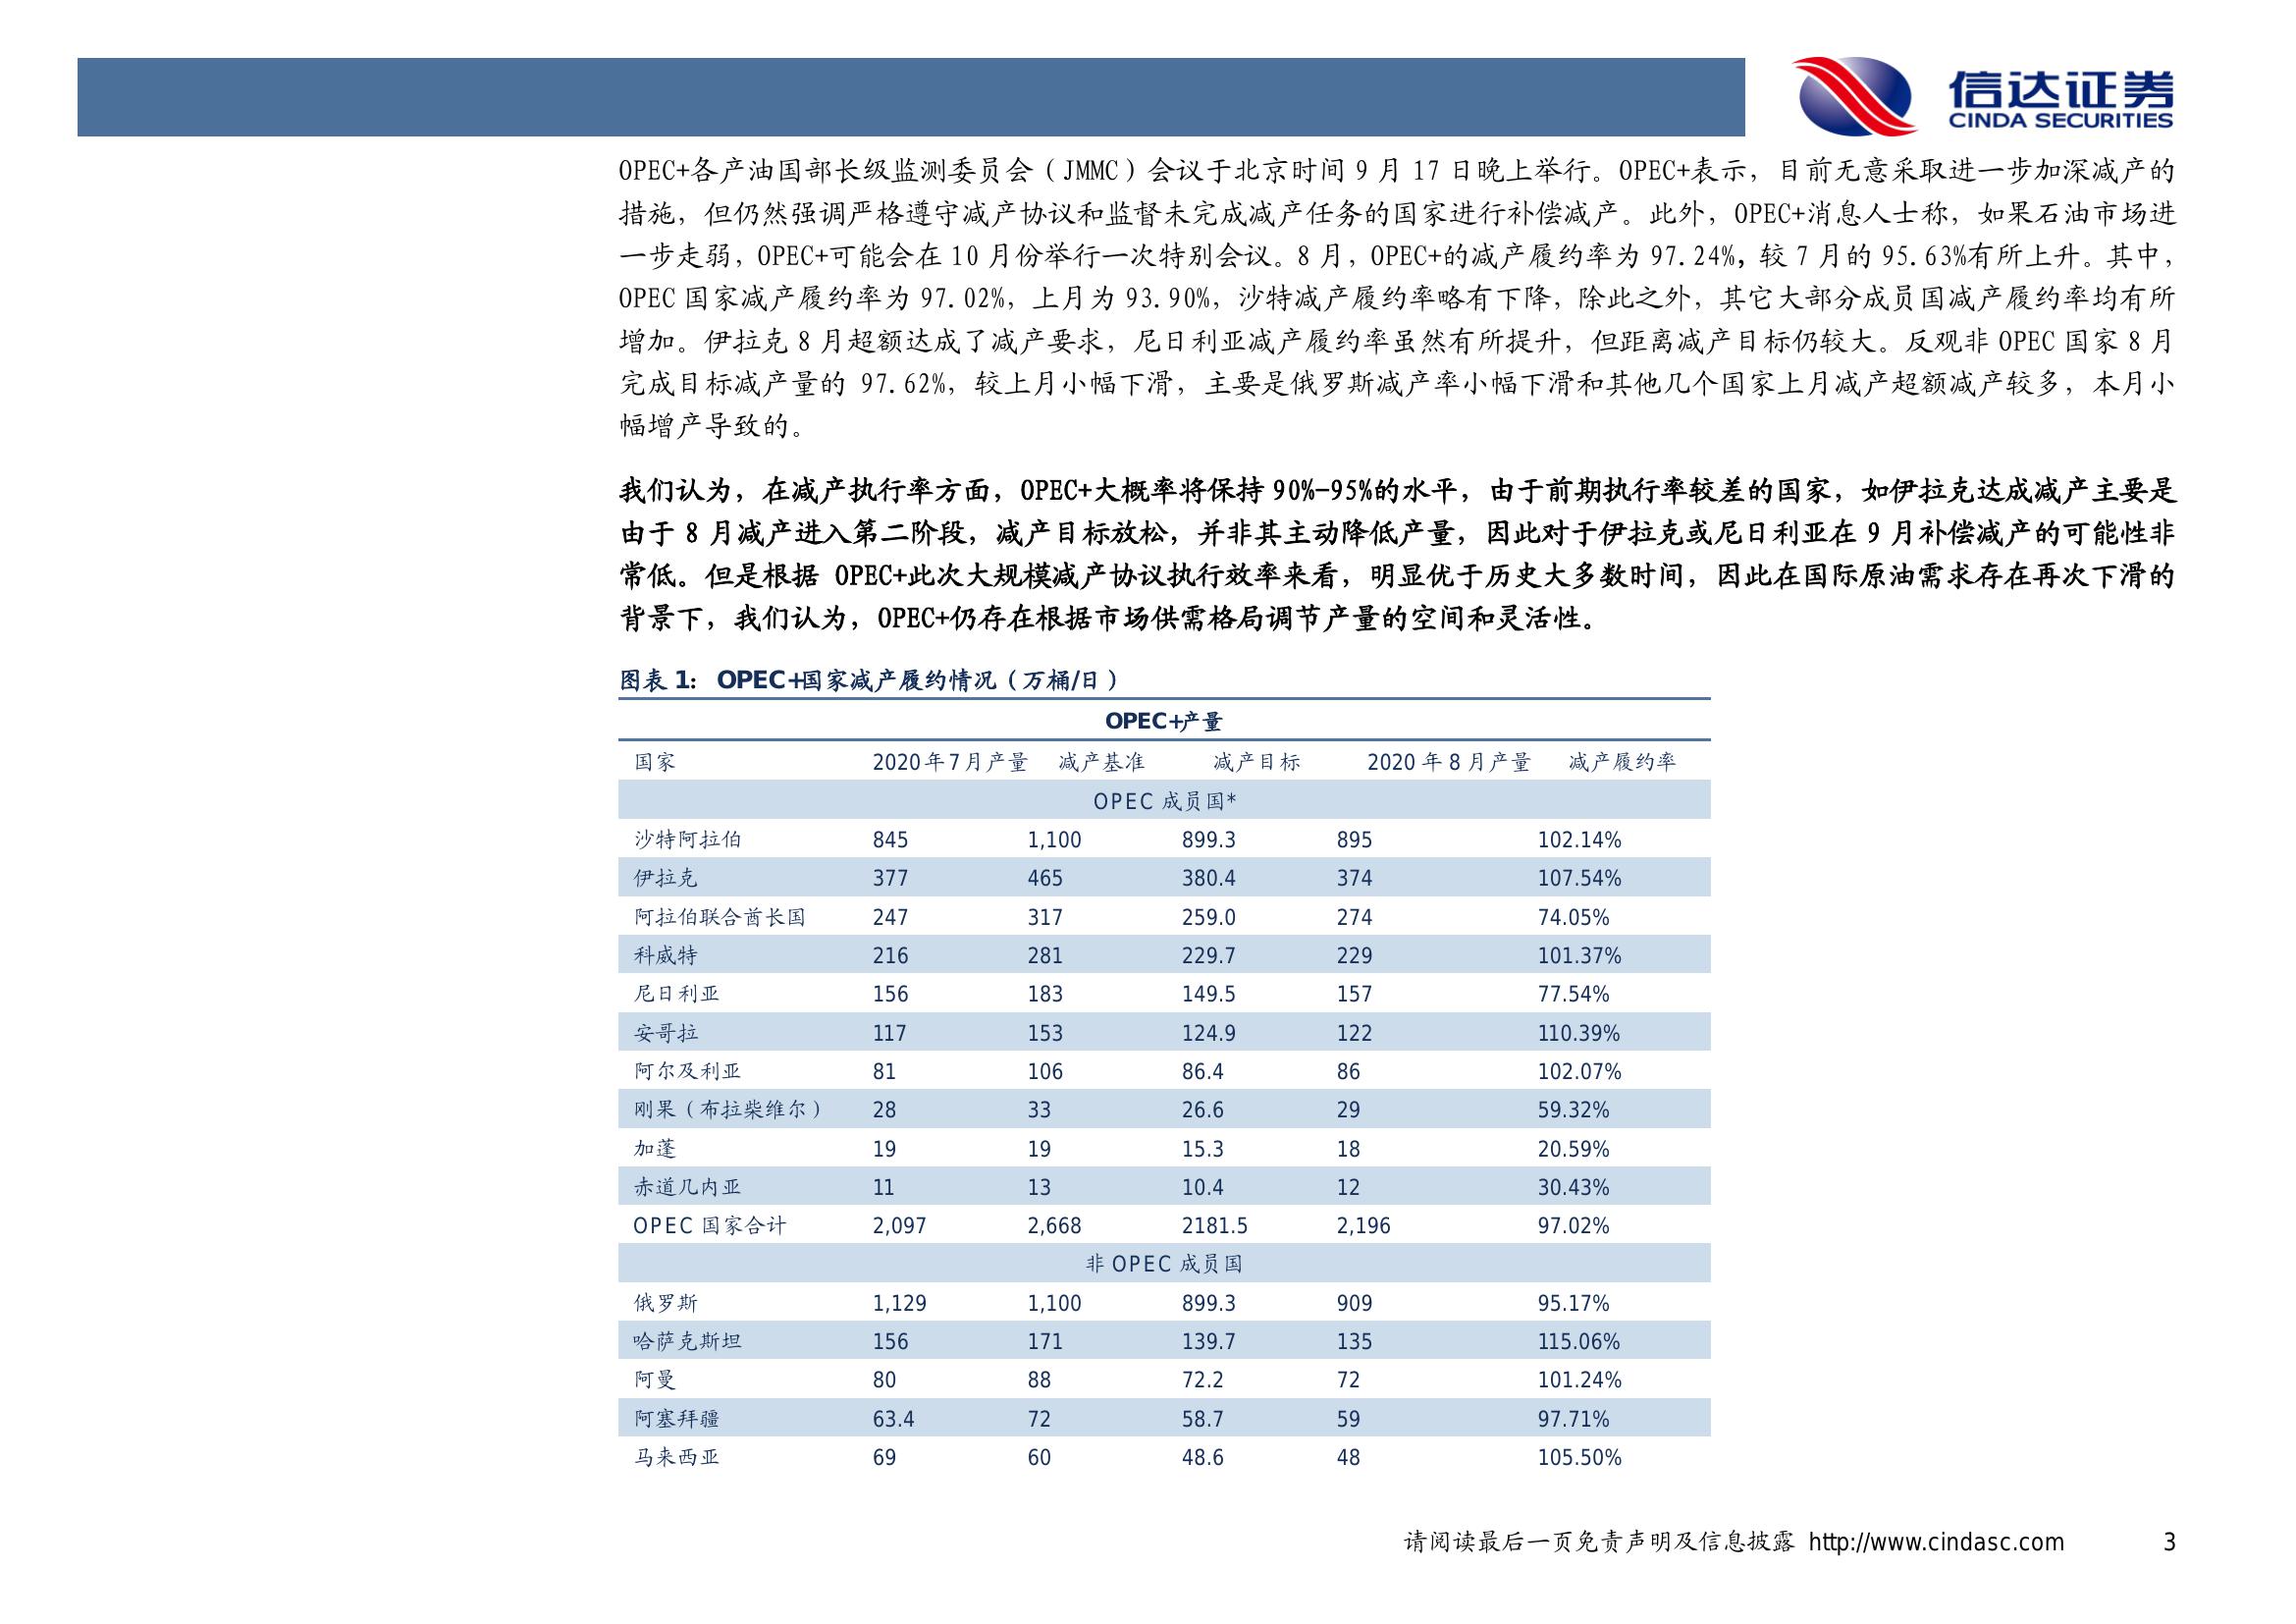 信达证券
CINDA SECURITIES
OPEC+各产油国部长级监测委员会（JMMC）会议于北京时间 9 月 17 日晚上举行。OPEC+表示，目前无意采取进一步加深减产的
措施，但仍然强调严格遵守减产协议和监督未完成减产任务的国家进行补偿减产。此外，OPEC+消息人士称，如果石油市场进
一步走弱，OPEC+可能会在 10 月份举行一次特别会议。8 月，OPEC+的减产履约率为 97.24%，较 7 月的 95.63%有所上升。其中，
OPEC 国家减产履约率为 97.02%，上月为 93.90%，沙特减产履约率略有下降，除此之外，其它大部分成员国减产履约率均有所
增加。伊拉克 8 月超额达成了减产要求，尼日利亚减产履约率虽然有所提升，但距离减产目标仍较大。反观非 OPEC 国家 8 月
完成目标减产量的 97.62%，较上月小幅下滑，主要是俄罗斯减产率小幅下滑和其他几个国家上月减产超额减产较多，本月小
幅增产导致的。
我们认为，在减产执行率方面，OPEC+大概率将保持 90%-95%的水平，由于前期执行率较差的国家，如伊拉克达成减产主要是
由于 8 月减产进入第二阶段，减产目标放松，并非其主动降低产量，因此对于伊拉克或尼日利亚在 9 月补偿减产的可能性非
常低。但是根据 OPEC+此次大规模减产协议执行效率来看，明显优于历史大多数时间，因此在国际原油需求存在再次下滑的
背景下，我们认为，OPEC+仍存在根据市场供需格局调节产量的空间和灵活性。
图表 1： OPEC+国家减产履约情况（万桶/日）
OPEC+产量
国家 2020 年 7 月产量 减产基准 减产目标 2020 年 8 月产量 减产履约率
OPEC 成员国*
沙特阿拉伯 845 1,100 899.3 895 102.14%
伊拉克 377 465 380.4 374 107.54%
阿拉伯联合酋长国 247 317 259.0 274 74.05%
科威特 216 281 229.7 229 101.37%
尼日利亚 156 183 149.5 157 77.54%
安哥拉 117 153 124.9 122 110.39%
阿尔及利亚 81 106 86.4 86 102.07%
刚果（布拉柴维尔） 28 33 26.6 29 59.32%
加蓬 19 19 15.3 18 20.59%
赤道几内亚 11 13 10.4 12 30.43%
OPEC 国家合计 2,097 2,668 2181.5 2,196 97.02%
非 OPEC 成员国
俄罗斯 1,129 1,100 899.3 909 95.17%
哈萨克斯坦 156 171 139.7 135 115.06%
阿曼 80 88 72.2 72 101.24%
阿塞拜疆 63.4 72 58.7 59 97.71%
马来西亚 69 60 48.6 48 105.50%
请阅读最后一页免责声明及信息披露 http://www.cindasc.com 3